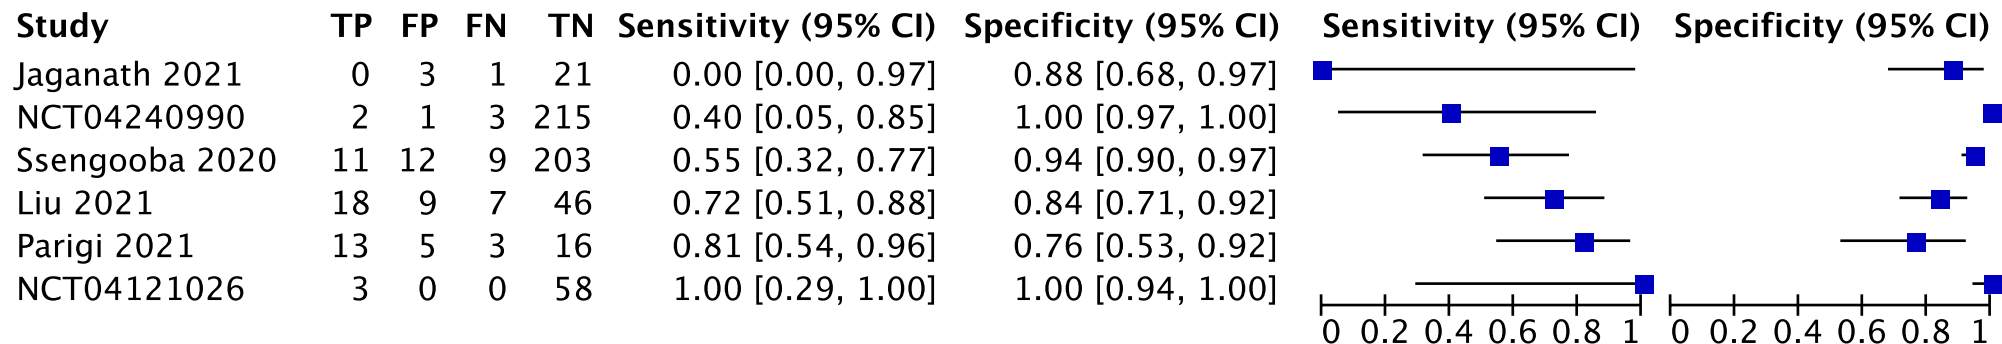 Study TP FP FN TN Sensitivity (95% CI) Specificity (95% CI) Sensitivity (95% CI) Specificity (95% CI)
Jaganath 2021 0 3 1 21 0.00 [0.00, 0.97] 0.88 [0.68, 0.97]
NCT04240990 2 1 3 215 0.40 [0.05, 0.85] 1.00 [0.97, 1.00]
Ssengooba 2020 11 12 9 203 0.55 [0.32, 0.77] 0.94 [0.90, 0.97]
Liu 2021 18 9 7 46 0.72 [0.51, 0.88] 0.84 [0.71, 0.92]
Parigi 2021 13 5 3 16 0.81 [0.54, 0.96] 0.76 [0.53, 0.92]
NCT04121026 3 0 0 58 1.00 [0.29, 1.00] 1.00 [0.94, 1.00]
0 0.2 0.4 0.6 0.8 1 0 0.2 0.4 0.6 0.8 1